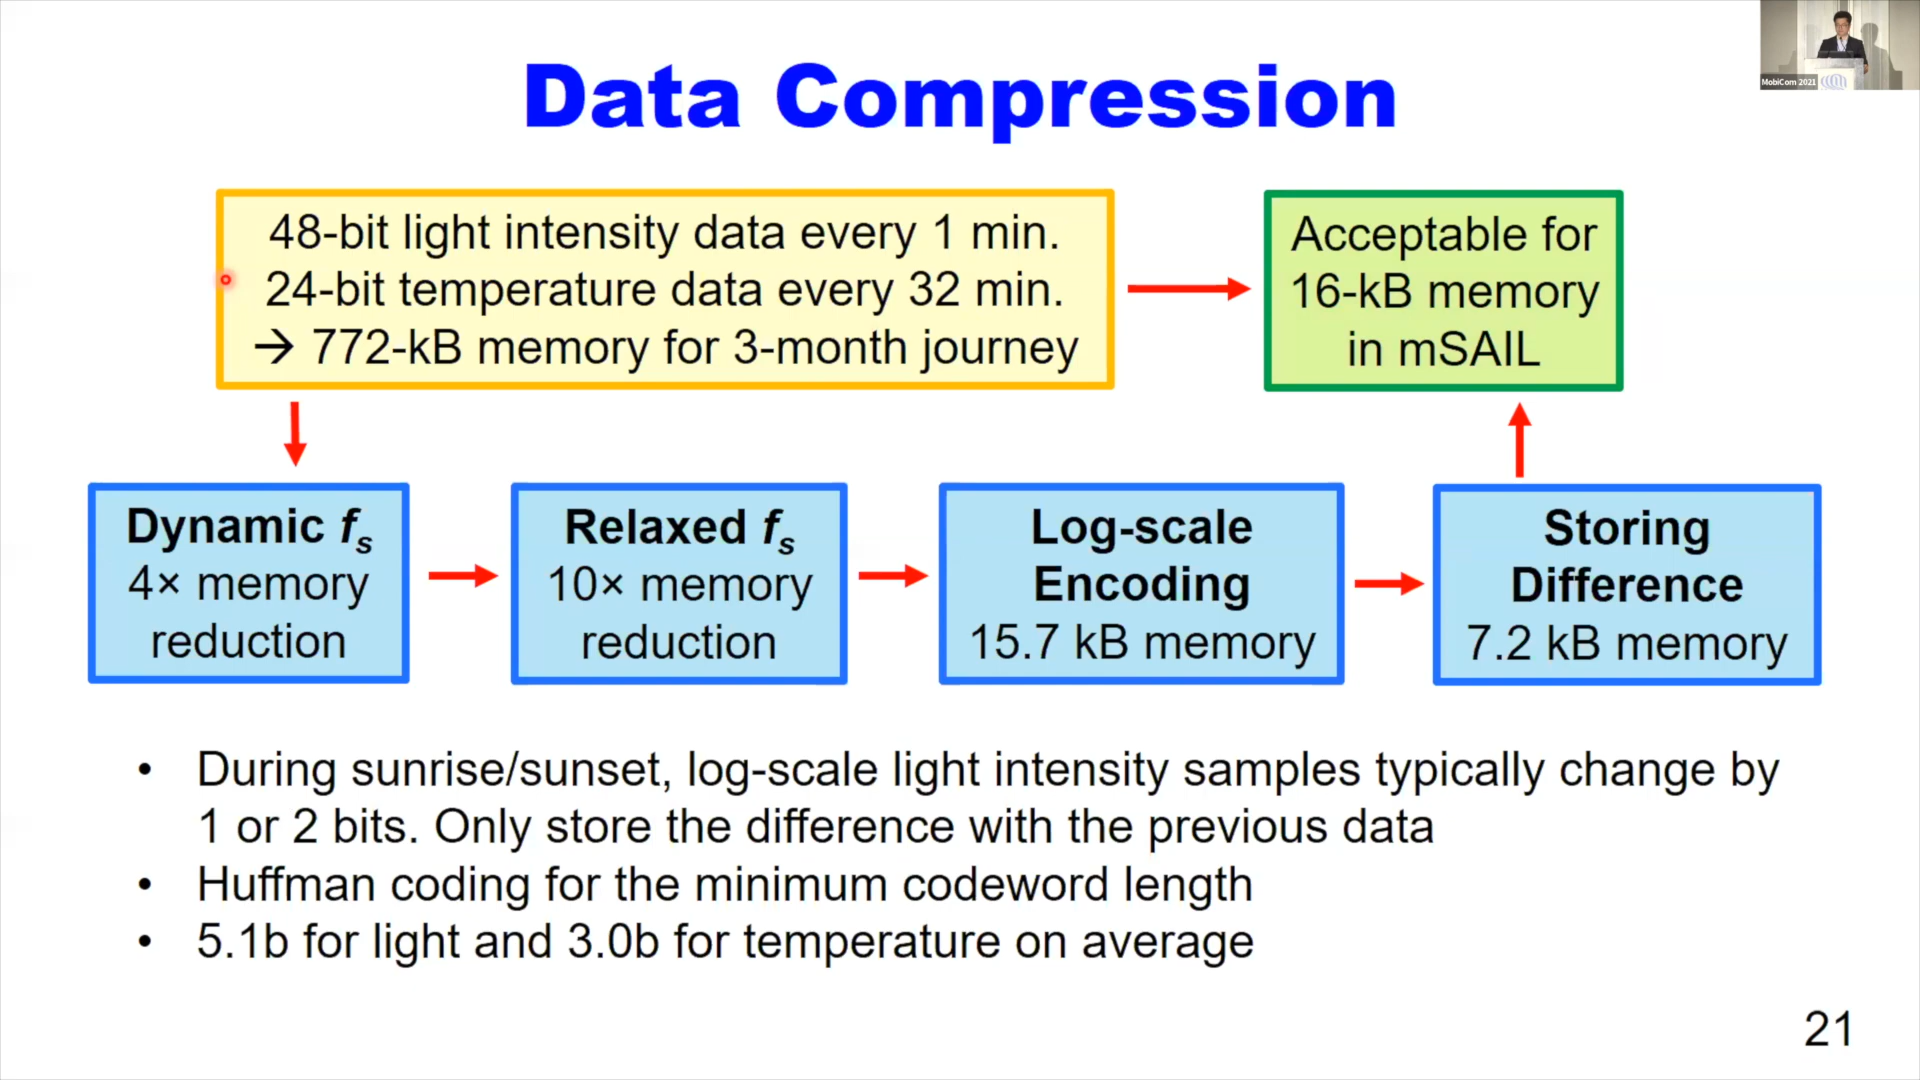 Data Compression
MobiCom 2021
48-bit light intensity data every 1 min.
24-bit temperature data every 32 min.
→ 772-kB memory for 3-month journey
Acceptable for
16-kB memory
in mSAIL
Dynamic fs
4× memory
reduction
Relaxed fs
10× memory
reduction
Log-scale
Encoding
15.7 kB memory
Storing
Difference
7.2 kB memory
• During sunrise/sunset, log-scale light intensity samples typically change by
1 or 2 bits. Only store the difference with the previous data
• Huffman coding for the minimum codeword length
• 5.1b for light and 3.0b for temperature on average
21